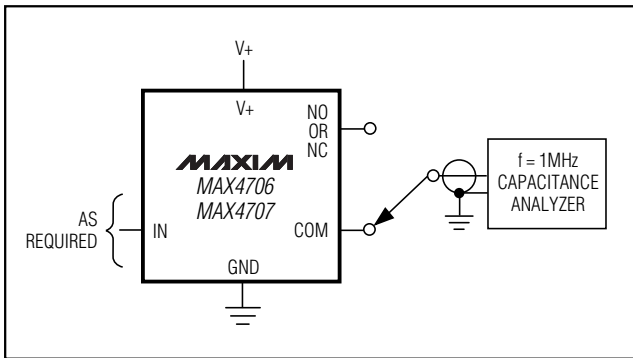 V+
V+
NO
OR
NC
MAXIM
MAX4706
MAX4707
AS
REQUIRED
IN
COM
GND
f = 1MHz
CAPACITANCE
ANALYZER